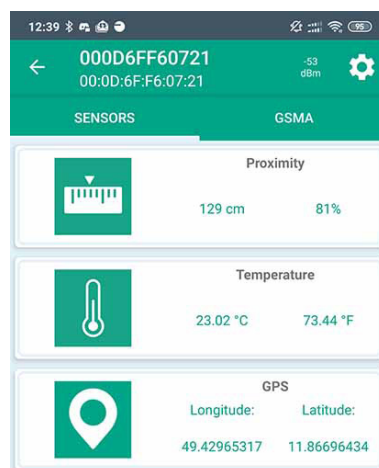 12:39
95
000D6FF60721
00:0D:6F:F6:07:21
-53
dBm
SENSORS GSMA
Proximity
129 cm 81%
Temperature
23.02 °C 73.44 °F
GPS
Longitude: Latitude:
49.42965317 11.86696434